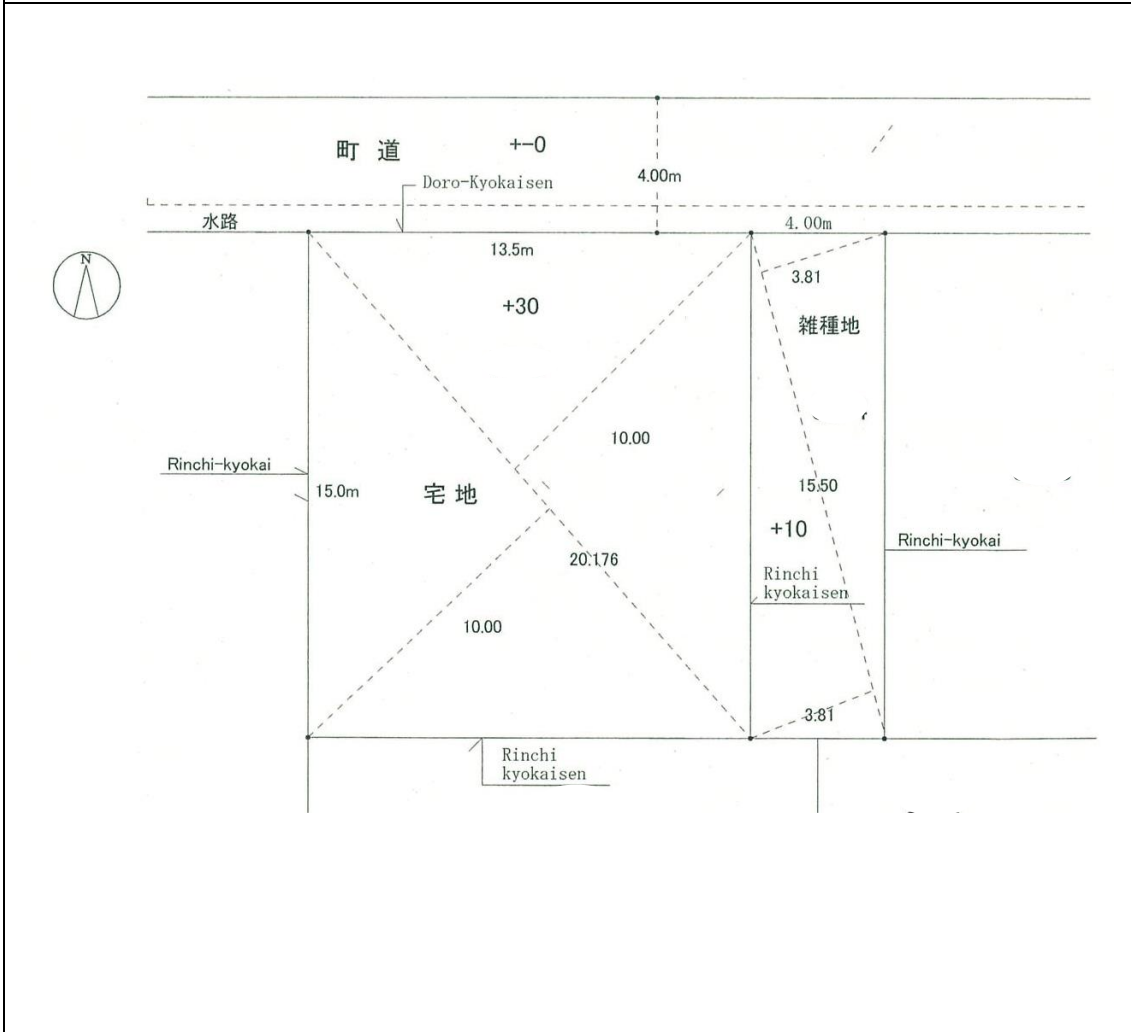 町 道
+-0
Doro-Kyokaisen
4.00m
水路
4.00m
13.5m
N
3.81
+30
雑種地
10.00
Rinchi-kyokai
15.0m
宅 地
15.50
+10
Rinchi-kyokai
20.176
Rinchi
kyokaisen
10.00
3.81
Rinchi
kyokaisen